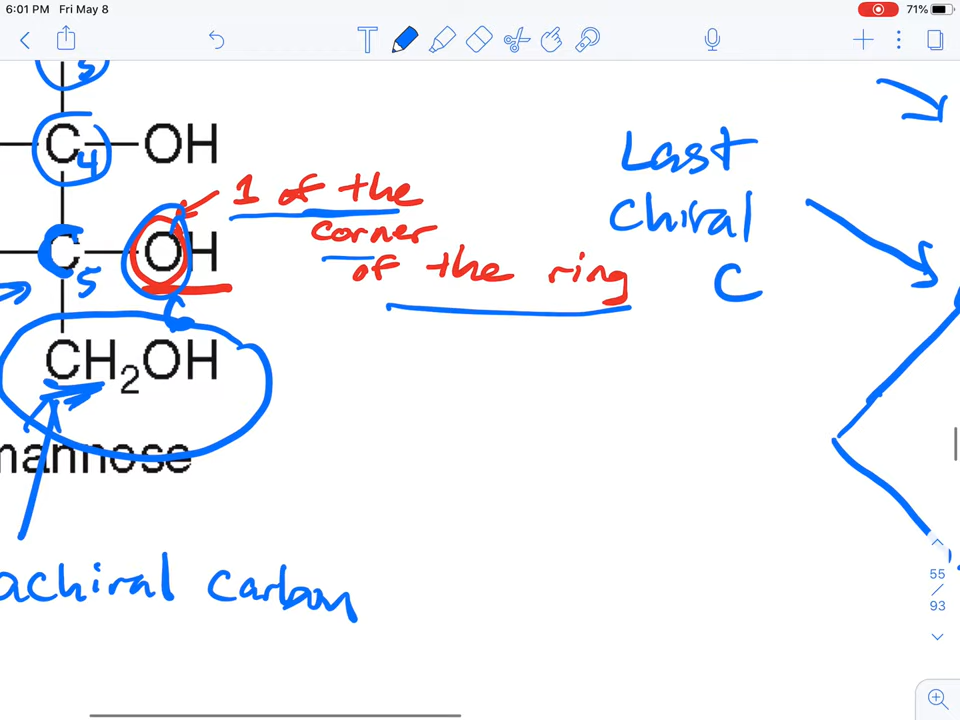 6:01 PM Fri May 8
71%
T
3
C4 OH
1 of the
corner
of the ring
C5 OH
Last
Chiral
C
CH2OH
mannose
achiral carbon
55
/
93